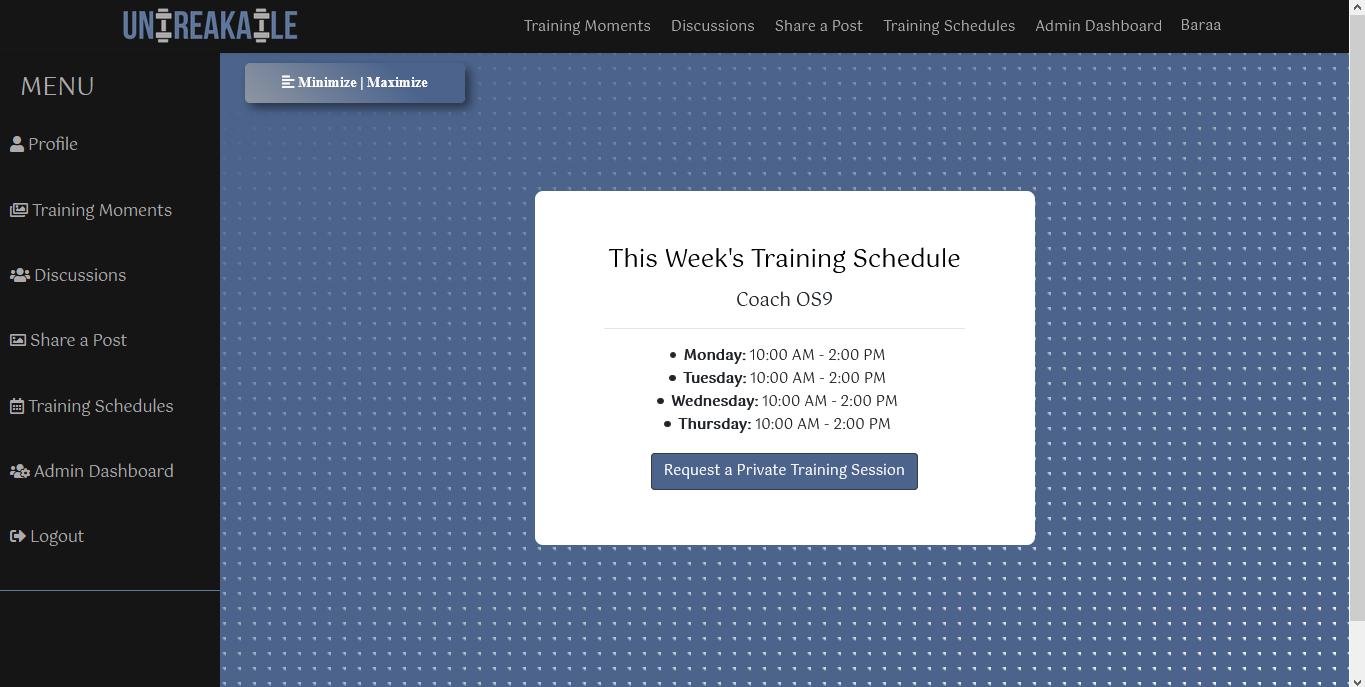 UNBREAKABLE
Training Moments Discussions Share a Post Training Schedules Admin Dashboard Baraa
MENU
Profile
Training Moments
Discussions
Share a Post
Training Schedules
Admin Dashboard
Logout
Minimize | Maximize
This Week's Training Schedule
Coach OS9
• Monday: 10:00 AM - 2:00 PM
• Tuesday: 10:00 AM - 2:00 PM
• Wednesday: 10:00 AM - 2:00 PM
• Thursday: 10:00 AM - 2:00 PM
Request a Private Training Session